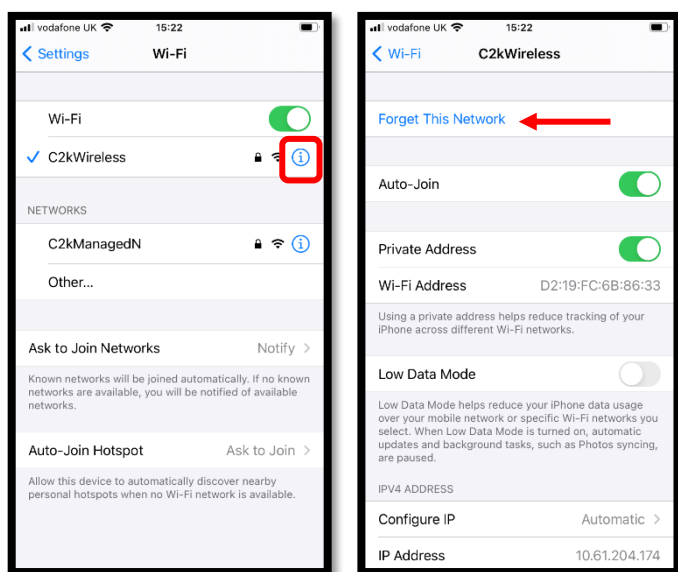 vodafone UK 15:22
Settings Wi-Fi
Wi-Fi
C2kWireless
NETWORKS
C2kManagedN
Other...
Ask to Join Networks Notify
Known networks will be joined automatically. If no known
networks are available, you will be notified of available
networks.
Auto-Join Hotspot Ask to Join
Allow this device to automatically discover nearby
personal hotspots when no Wi-Fi network is available.
vodafone UK 15:22
Wi-Fi C2kWireless
Forget This Network
Auto-Join
Private Address
Wi-Fi Address D2:19:FC:6B:86:33
Using a private address helps reduce tracking of your
iPhone across different Wi-Fi networks.
Low Data Mode
Low Data Mode helps reduce your iPhone data usage
over your mobile network or specific Wi-Fi networks you
select. When Low Data Mode is turned on, automatic
updates and background tasks, such as Photos syncing,
are paused.
IPV4 ADDRESS
Configure IP Automatic
IP Address 10.61.204.174